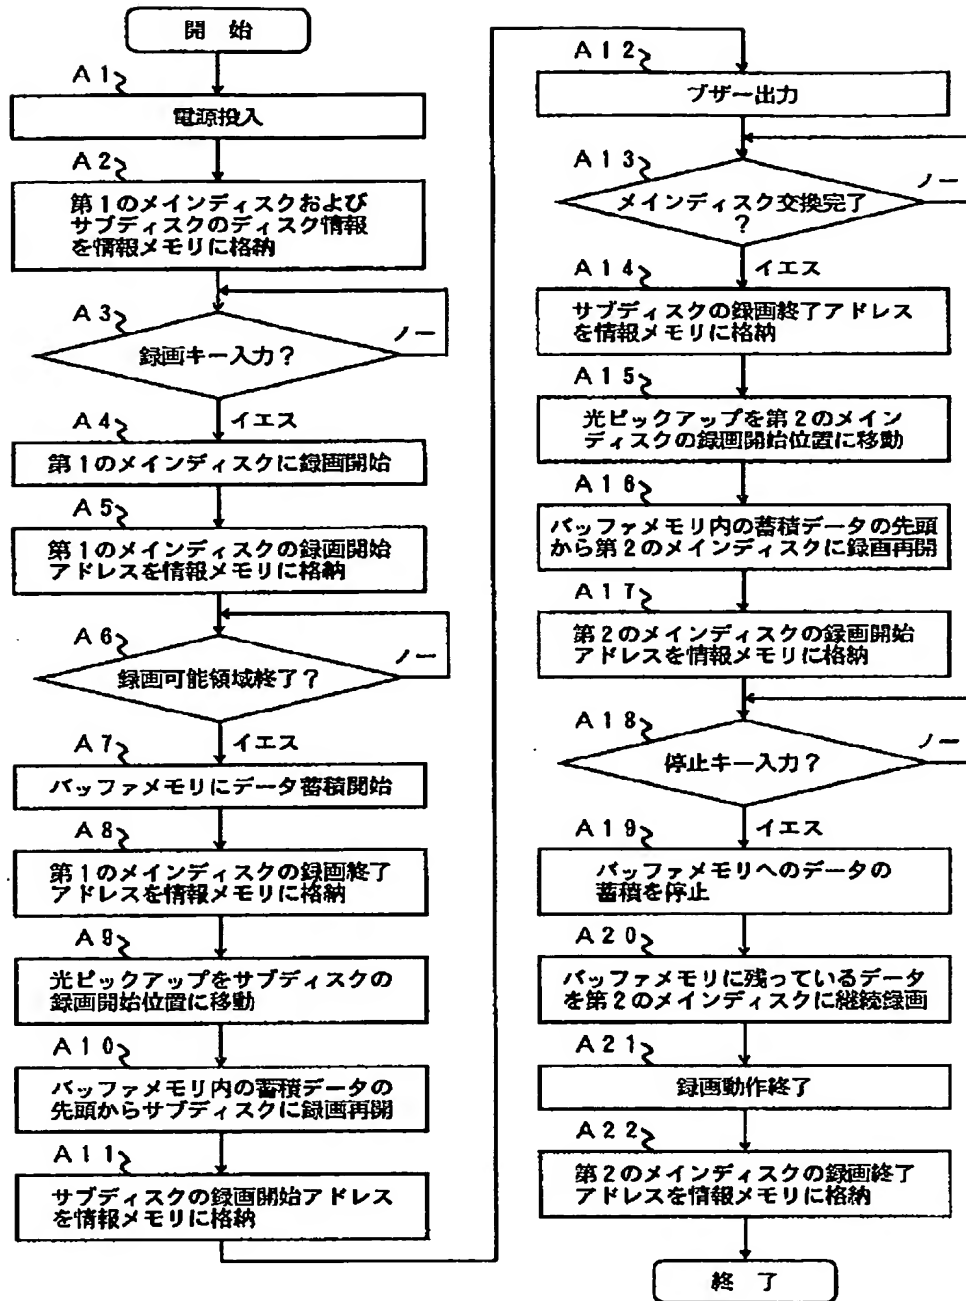 開 始
A1
電源投入
A2
第1のメインディスクおよび
サブディスクのディスク情報
を情報メモリに格納
A3
録画キー入力？
ノー
イエス
A4
第1のメインディスクに録画開始
A5
第1のメインディスクの録画開始
アドレスを情報メモリに格納
A6
録画可能領域終了？
ノー
イエス
A7
バッファメモリにデータ蓄積開始
A8
第1のメインディスクの録画終了
アドレスを情報メモリに格納
A9
光ピックアップをサブディスクの
録画開始位置に移動
A10
バッファメモリ内の蓄積データの
先頭からサブディスクに録画再開
A11
サブディスクの録画開始アドレス
を情報メモリに格納
A12
ブザー出力
A13
メインディスク交換完了
？
ノー
イエス
A14
サブディスクの録画終了アドレス
を情報メモリに格納
A15
光ピックアップを第2のメイン
ディスクの録画開始位置に移動
A16
バッファメモリ内の蓄積データの先頭
から第2のメインディスクに録画再開
A17
第2のメインディスクの録画開始
アドレスを情報メモリに格納
A18
停止キー入力？
ノー
イエス
A19
バッファメモリへのデータの
蓄積を停止
A20
バッファメモリに残っているデータ
を第2のメインディスクに継続録画
A21
録画動作終了
A22
第2のメインディスクの録画終了
アドレスを情報メモリに格納
終 了